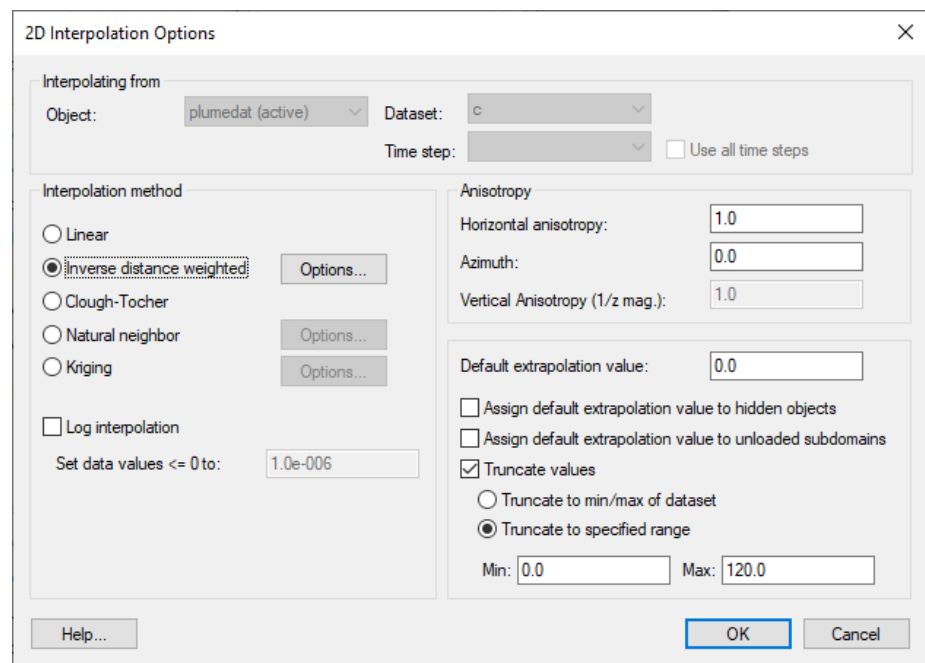 2D Interpolation Options
Interpolating from
Object: plumedat (active) Dataset: c
Time step: Use all time steps
Interpolation method
Linear
Inverse distance weighted Options...
Clough-Tocher
Natural neighbor Options...
Kriging Options...
Log interpolation
Set data values <= 0 to: 1.0e-006
Anisotropy
Horizontal anisotropy: 1.0
Azimuth: 0.0
Vertical Anisotropy (1/z mag.): 1.0
Default extrapolation value: 0.0
Assign default extrapolation value to hidden objects
Assign default extrapolation value to unloaded subdomains
Truncate values
Truncate to min/max of dataset
Truncate to specified range
Min: 0.0 Max: 120.0
Help... OK Cancel